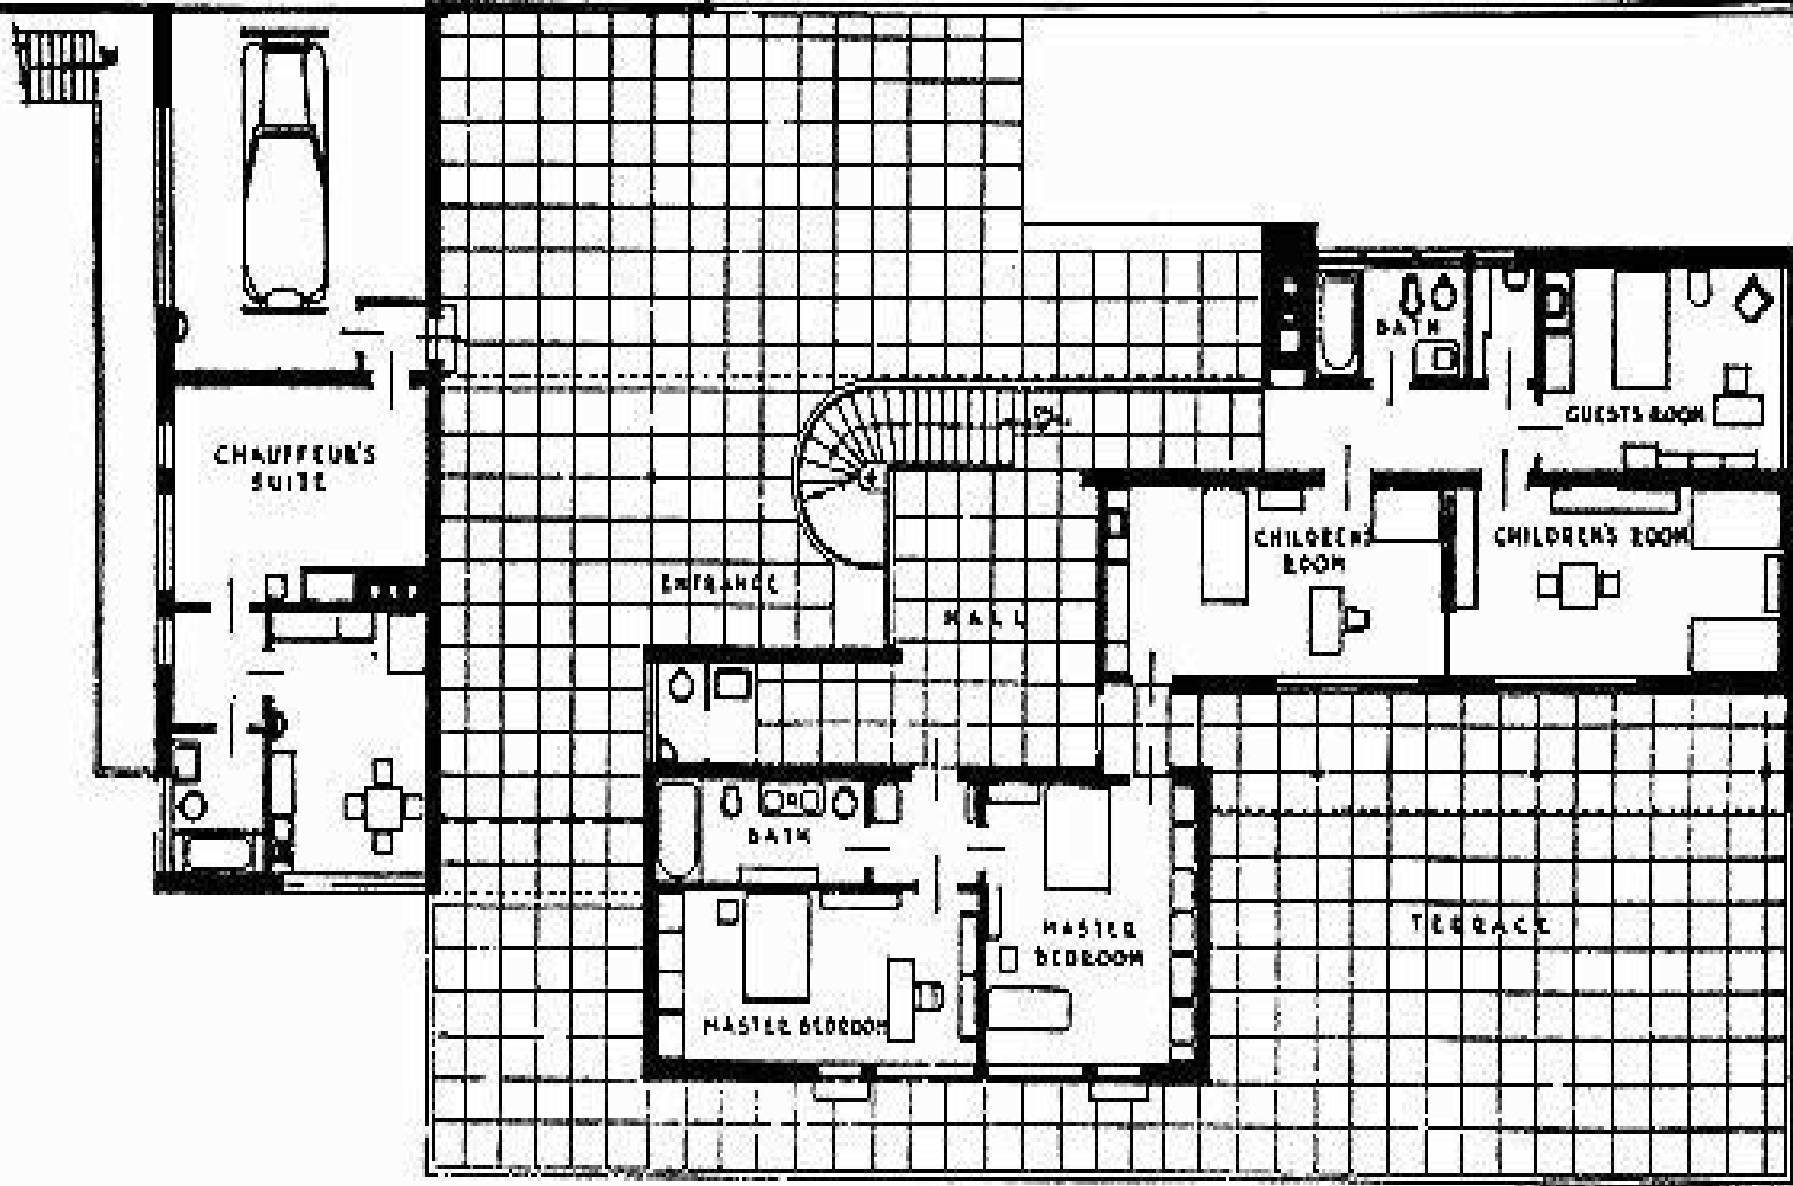 BATH
GUESTS ROOM
CHAUFFEUR'S
SUITE
CHILDREN'S
ROOM
CHILDREN'S ROOM
ENTRANCE
HALL
BATH
MASTER
BEDROOM
TERRACE
MASTER BEDROOM